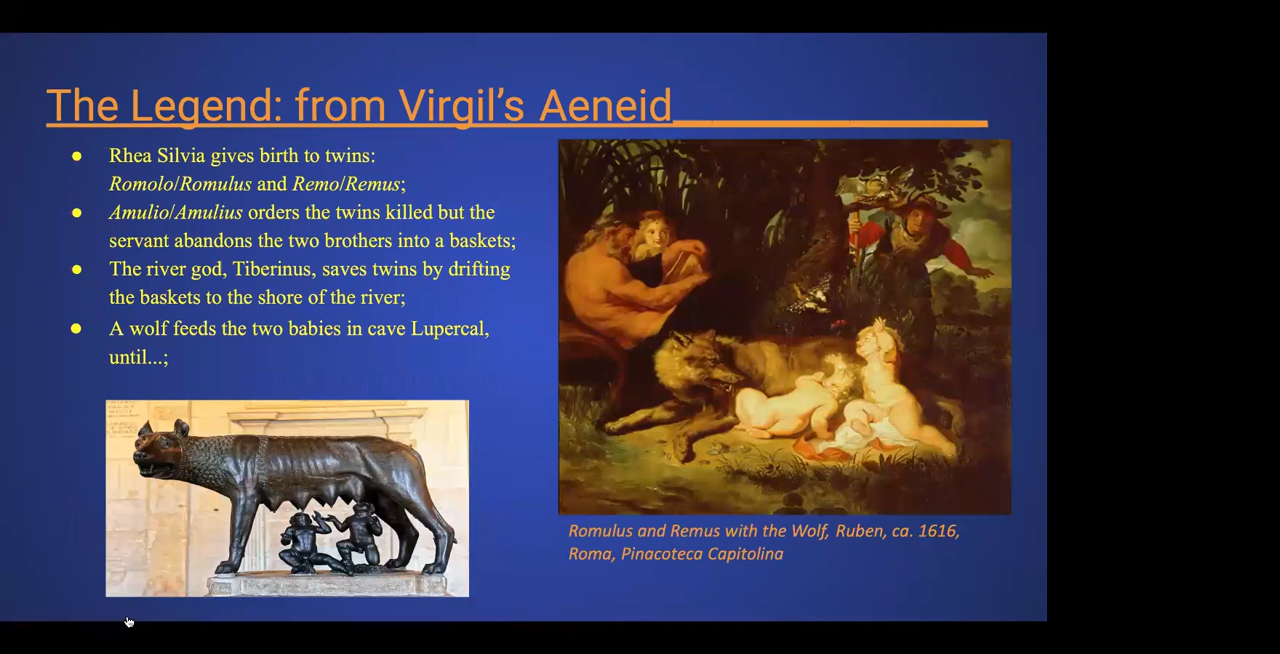 The Legend: from Virgil's Aeneid
Rhea Silvia gives birth to twins:
Romolo/Romulus and Remo/Remus;
Amulio/Amulius orders the twins killed but the
servant abandons the two brothers into a baskets;
The river god, Tiberinus, saves twins by drifting
the baskets to the shore of the river;
A wolf feeds the two babies in cave Lupercal,
until...;
Romulus and Remus with the Wolf, Ruben, ca. 1616,
Roma, Pinacoteca Capitolina